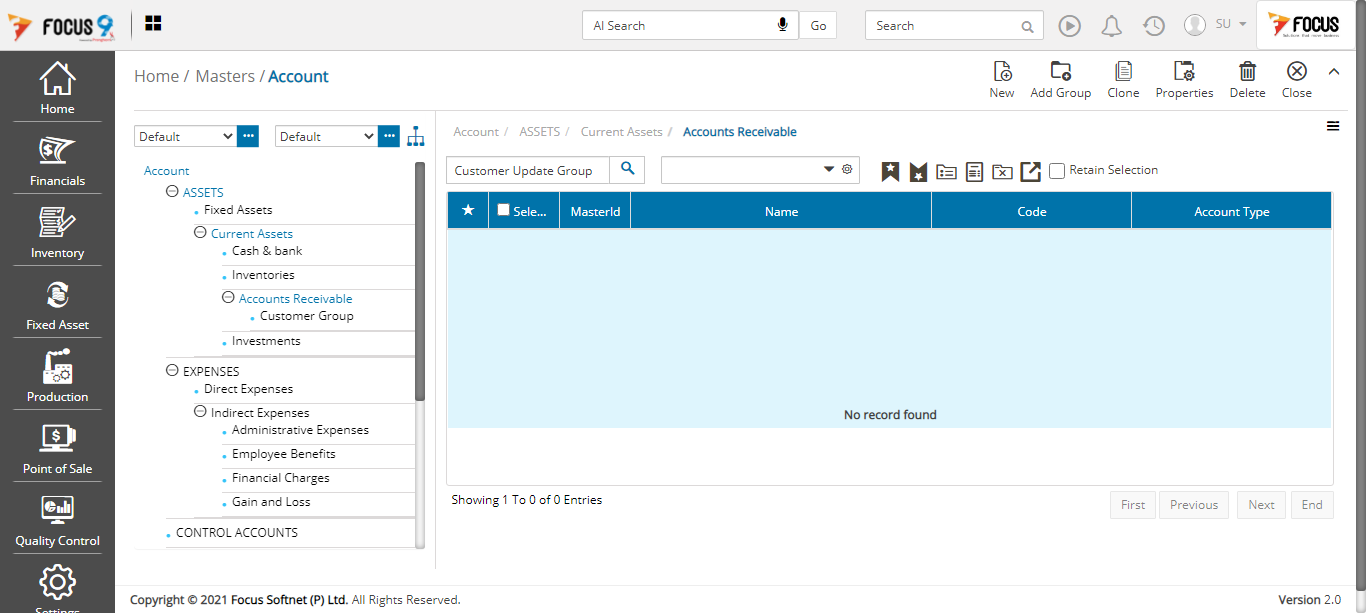 FOCUS 9
AI Search
Go
Search
SU
FOCUS
Home / Masters / Account
New
Add Group
Clone
Properties
Delete
Close
Home
Financials
Inventory
Fixed Asset
Production
Point of Sale
Quality Control
Settings
Default
Default
Account
ASSETS
Fixed Assets
Current Assets
Cash & bank
Inventories
Accounts Receivable
Customer Group
Investments
EXPENSES
Direct Expenses
Indirect Expenses
Administrative Expenses
Employee Benefits
Financial Charges
Gain and Loss
CONTROL ACCOUNTS
Account / ASSETS / Current Assets / Accounts Receivable
Customer Update Group
Retain Selection
Sele... MasterId Name Code Account Type
No record found
Showing 1 To 0 of 0 Entries
First Previous Next End
Copyright © 2021 Focus Softnet (P) Ltd. All Rights Reserved.
Version 2.0